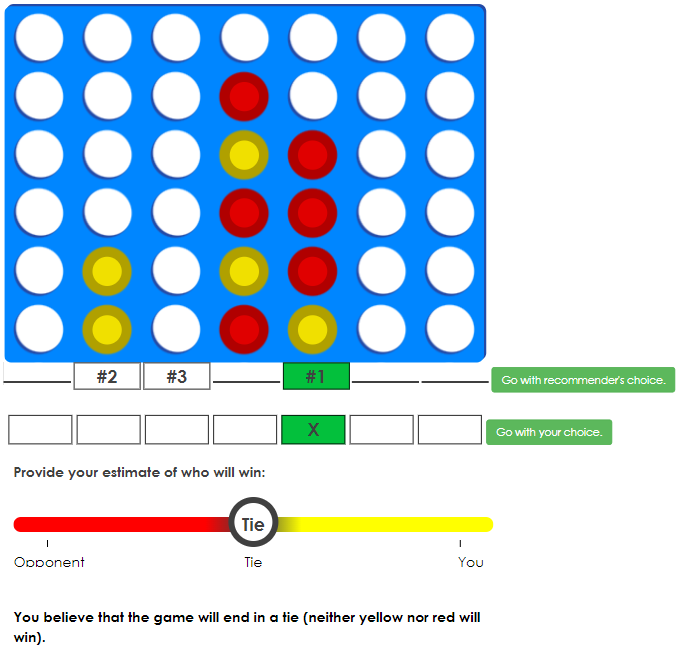 #2 #3 #1 Go with recommender's choice.
X Go with your choice.
Provide your estimate of who will win:
Tie
Opponent Tie You
You believe that the game will end in a tie (neither yellow nor red will
win).